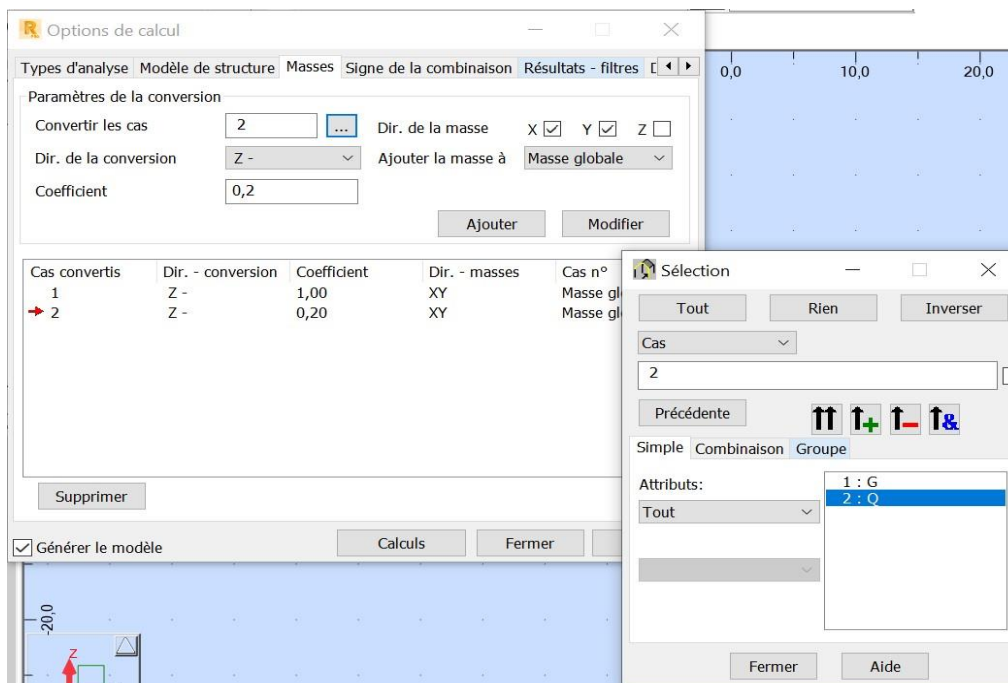 Options de calcul
Types d'analyse Modèle de structure Masses Signe de la combinaison Résultats - filtres
Paramètres de la conversion
Convertir les cas 2 ... Dir. de la masse X Y Z
Dir. de la conversion Z - Ajouter la masse à Masse globale
Coefficient 0,2
Ajouter Modifier
Cas convertis Dir. - conversion Coefficient Dir. - masses Cas n°
1 Z - 1,00 XY Masse gl
2 Z - 0,20 XY Masse gl
Supprimer
Générer le modèle Calculs Fermer
0,0 10,0 20,0
Sélection
Tout Rien Inverser
Cas
2
Précédente
Simple Combinaison Groupe
Attributs:
Tout
1 : G
2 : Q
Fermer Aide
-20,0
Z